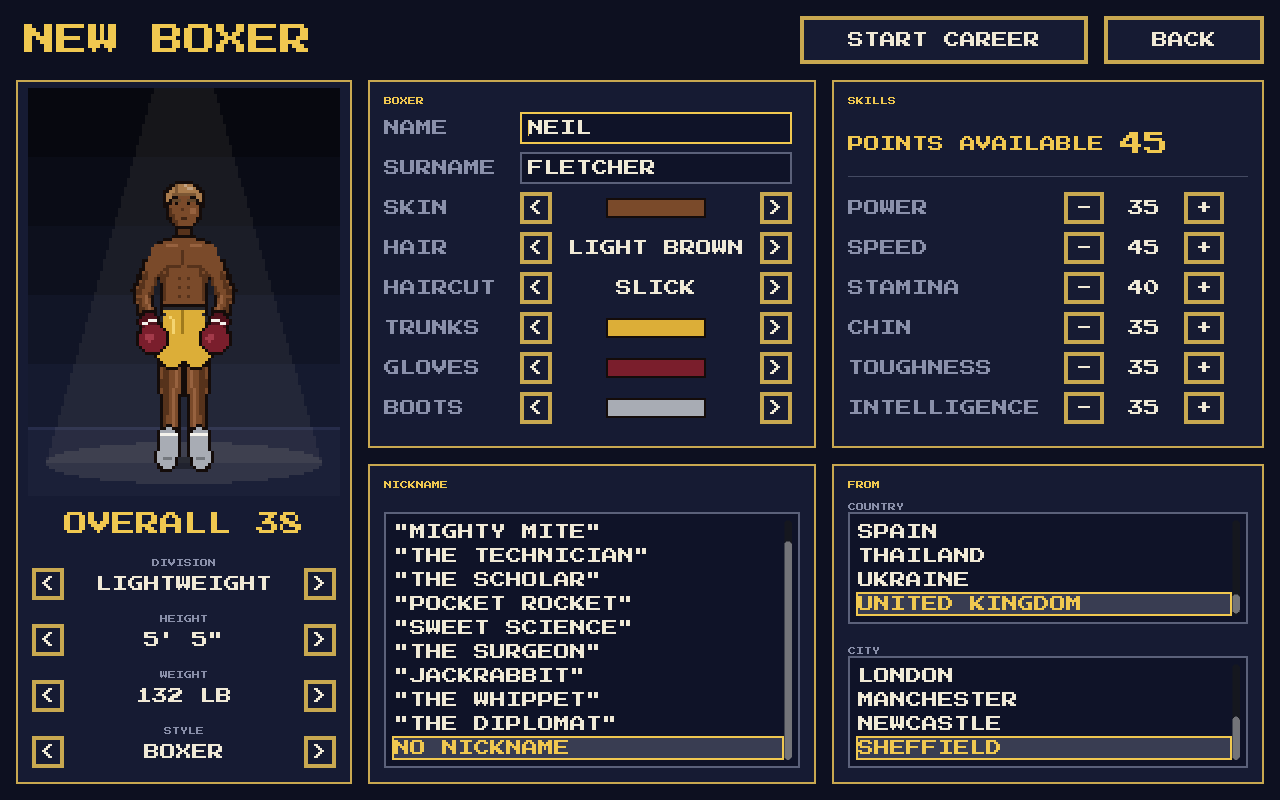 NEW BOXER
START CAREER
BACK
OVERALL 38
DIVISION
< LIGHTWEIGHT >
HEIGHT
< 5' 5" >
WEIGHT
< 132 LB >
STYLE
< BOXER >
BOXER
NAME NEIL
SURNAME FLETCHER
SKIN < >
HAIR < LIGHT BROWN >
HAIRCUT < SLICK >
TRUNKS < >
GLOVES < >
BOOTS < >
SKILLS
POINTS AVAILABLE 45
POWER - 35 +
SPEED - 45 +
STAMINA - 40 +
CHIN - 35 +
TOUGHNESS - 35 +
INTELLIGENCE - 35 +
NICKNAME
"MIGHTY MITE"
"THE TECHNICIAN"
"THE SCHOLAR"
"POCKET ROCKET"
"SWEET SCIENCE"
"THE SURGEON"
"JACKRABBIT"
"THE WHIPPET"
"THE DIPLOMAT"
NO NICKNAME
FROM
COUNTRY
SPAIN
THAILAND
UKRAINE
UNITED KINGDOM
CITY
LONDON
MANCHESTER
NEWCASTLE
SHEFFIELD